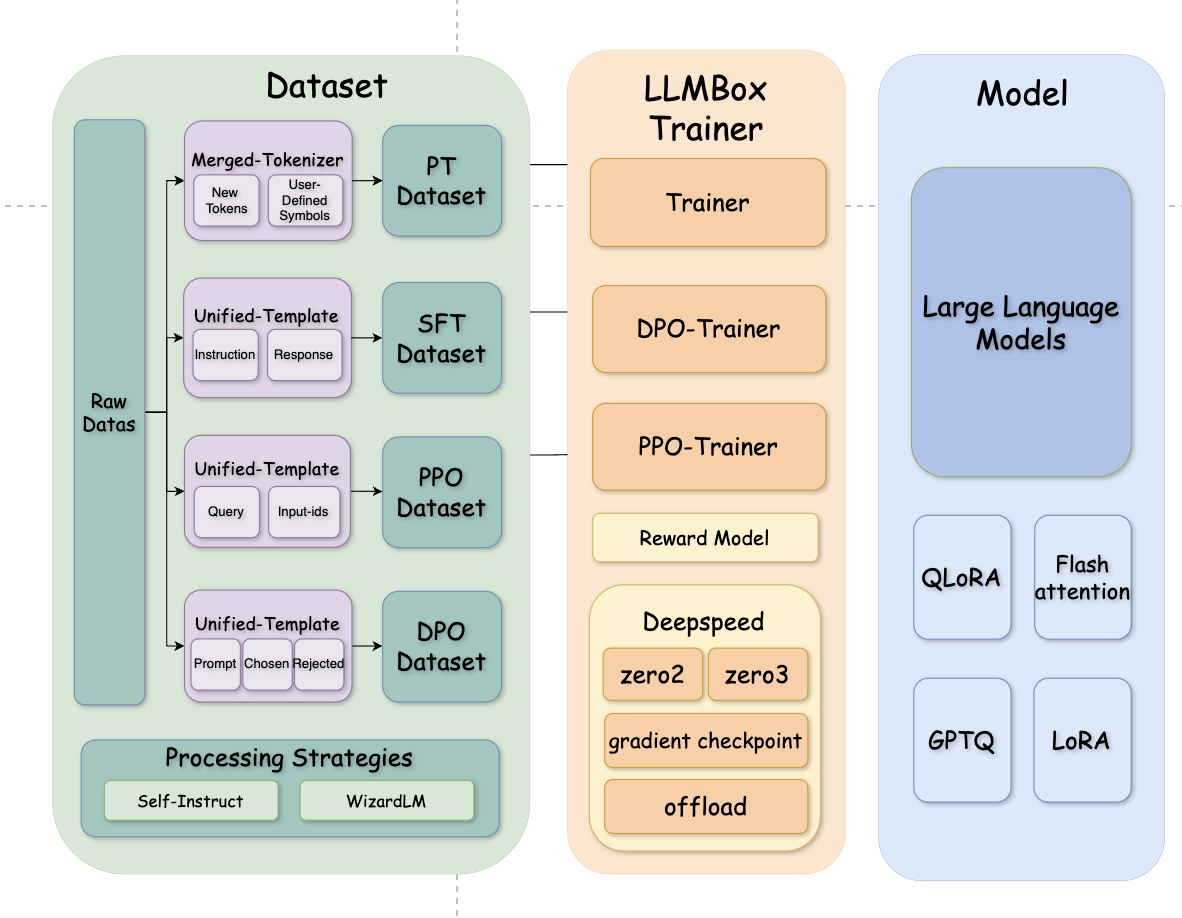 Dataset
Raw
Datas
Merged-Tokenizer
New
Tokens
User-
Defined
Symbols
PT
Dataset
Unified-Template
Instruction
Response
SFT
Dataset
Unified-Template
Query
Input-ids
PPO
Dataset
Unified-Template
Prompt
Chosen
Rejected
DPO
Dataset
Processing Strategies
Self-Instruct
WizardLM
LLMBox
Trainer
Trainer
DPO-Trainer
PPO-Trainer
Reward Model
Deepspeed
zero2
zero3
gradient checkpoint
offload
Model
Large Language
Models
QLoRA
Flash
attention
GPTQ
LoRA